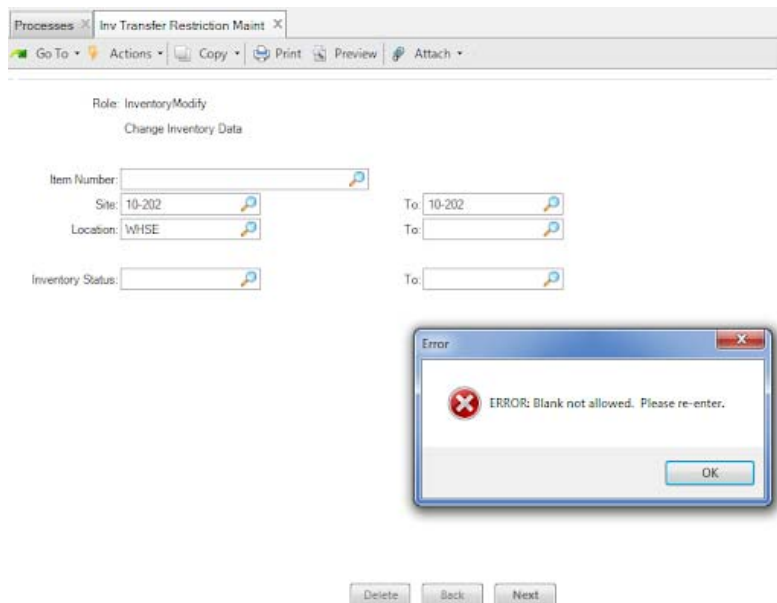 Processes Inv Transfer Restriction Maint
Go To Actions Copy Print Preview Attach
Role: InventoryModify
Change Inventory Data
Item Number:
Site: 10-202 To: 10-202
Location: WHSE To:
Inventory Status: To:
Error
ERROR: Blank not allowed. Please re-enter.
OK
Delete Back Next